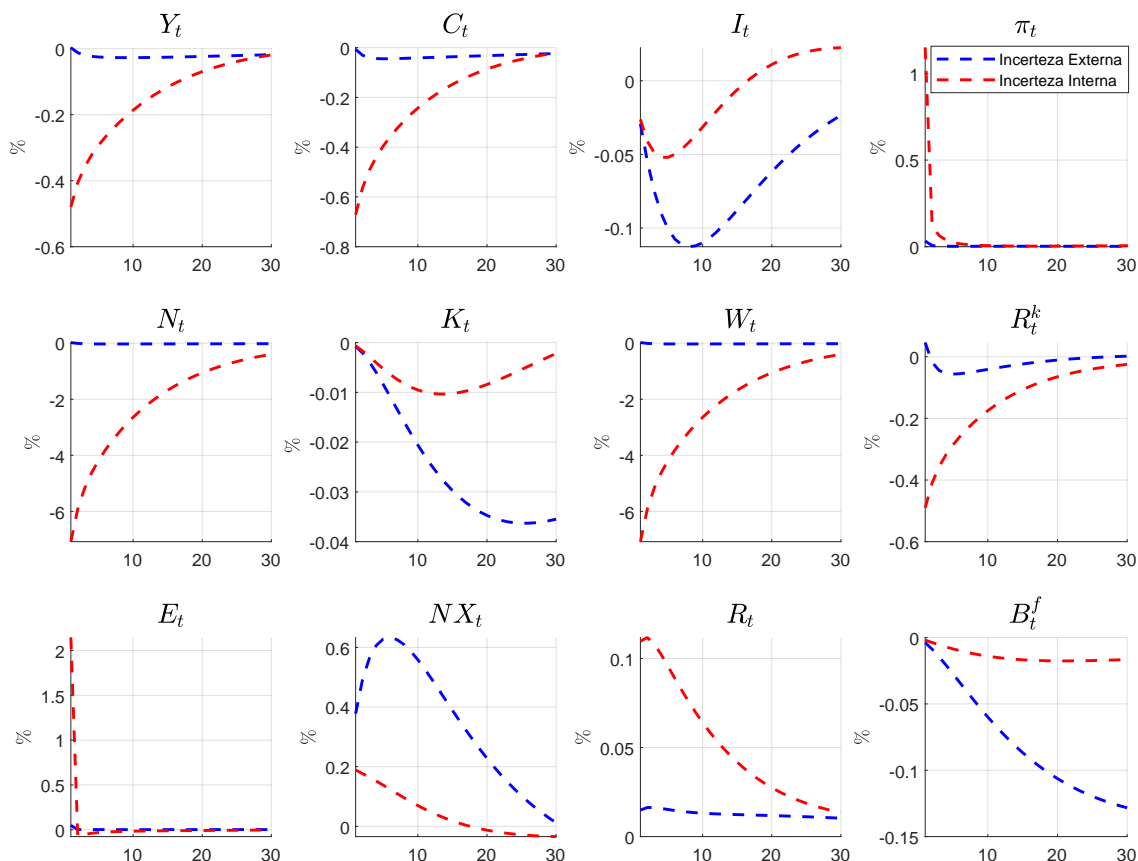 Y_t
C_t
I_t
π_t
0
-0.2
-0.4
-0.6
%
10 20 30
0
-0.2
-0.4
-0.6
-0.8
10 20 30
0
-0.05
-0.1
%
10 20 30
1
0.5
0
%
10 20 30
Incerteza Externa
Incerteza Interna
N_t
K_t
W_t
R_t^k
0
-2
-4
-6
%
10 20 30
0
-0.01
-0.02
-0.03
-0.04
%
10 20 30
0
-2
-4
-6
%
10 20 30
0
-0.2
-0.4
-0.6
%
10 20 30
E_t
NX_t
R_t
B_t^f
2
1.5
1
0.5
0
%
10 20 30
0.6
0.4
0.2
0
%
10 20 30
0.1
0.05
0
%
10 20 30
0
-0.05
-0.1
-0.15
%
10 20 30